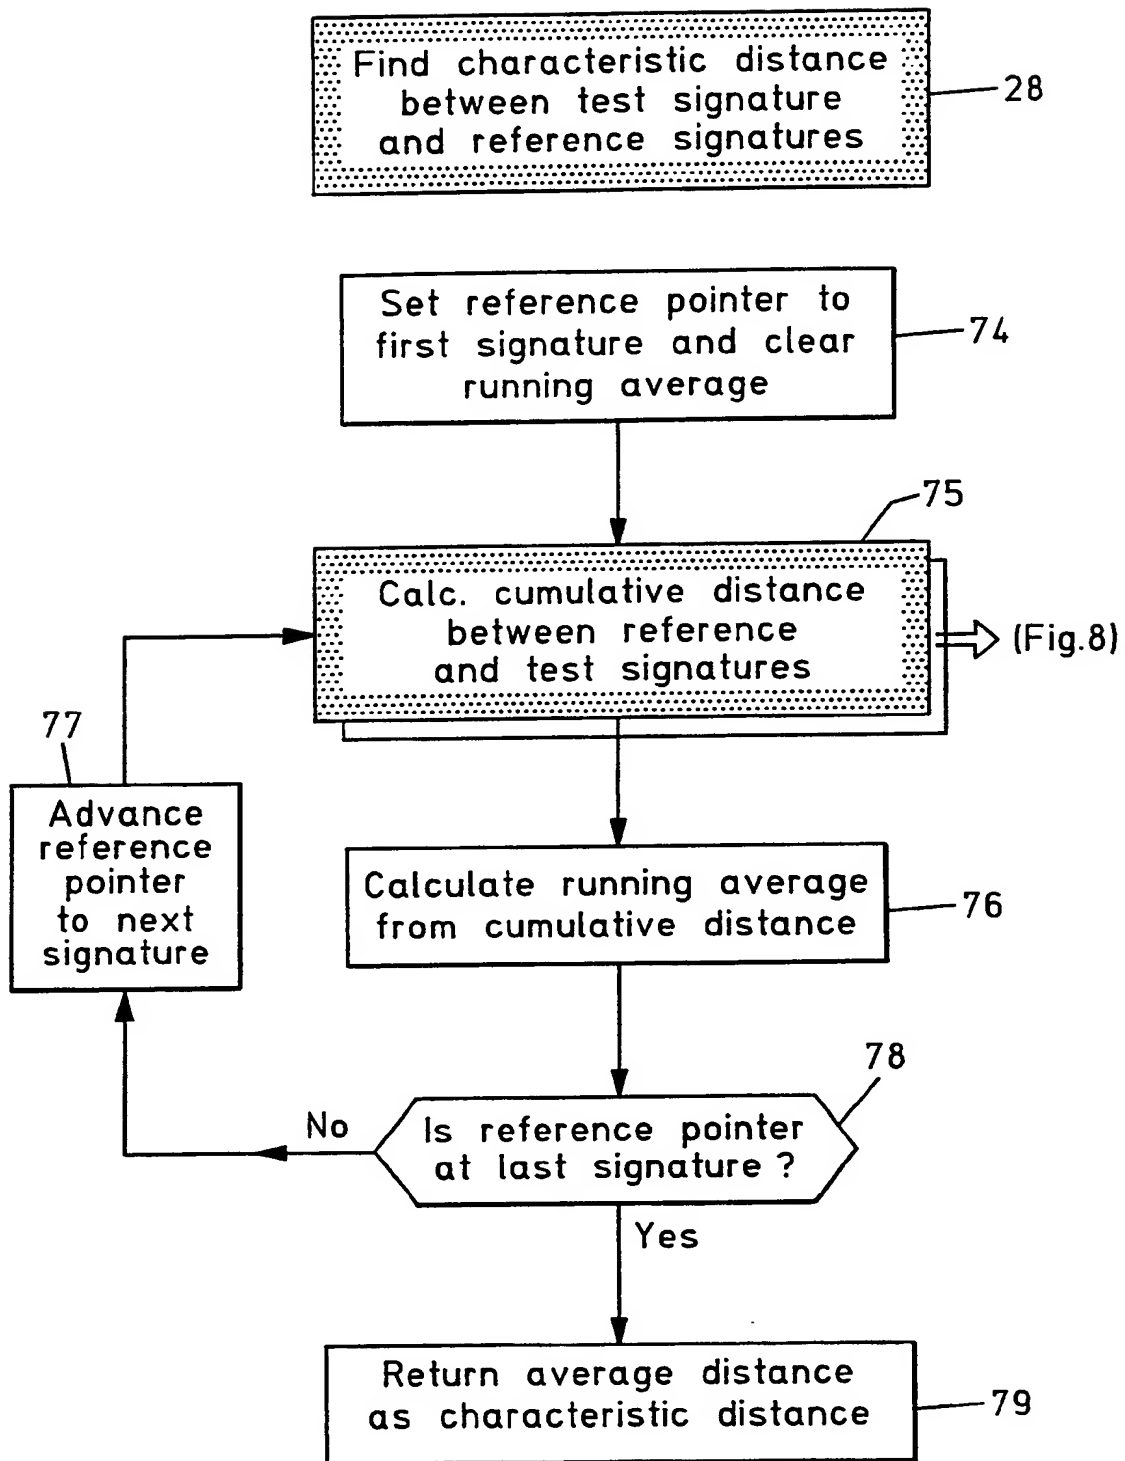 Find characteristic distance
between test signature
and reference signatures
28
Set reference pointer to
first signature and clear
running average
74
75
Calc. cumulative distance
between reference
and test signatures
(Fig.8)
77
Advance
reference
pointer
to next
signature
Calculate running average
from cumulative distance
76
78
No
Is reference pointer
at last signature ?
Yes
Return average distance
as characteristic distance
79